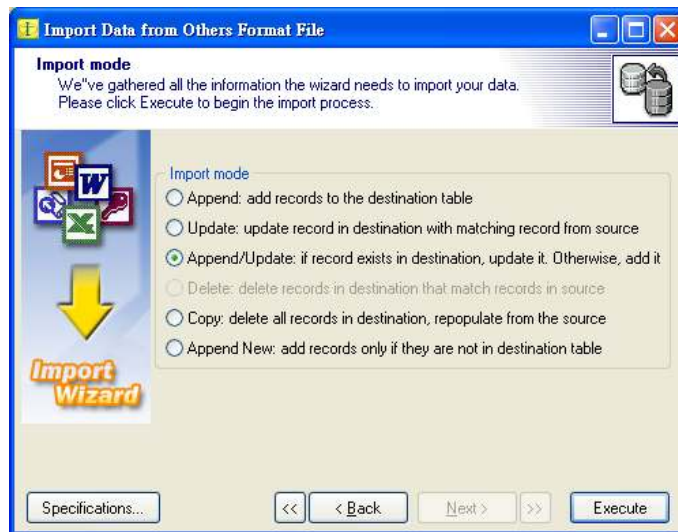 Import Data from Others Format File
Import mode
We"ve gathered all the information the wizard needs to import your data.
Please click Execute to begin the import process.
Import mode
Append: add records to the destination table
Update: update record in destination with matching record from source
Append/Update: if record exists in destination, update it. Otherwise, add it
Delete: delete records in destination that match records in source
Copy: delete all records in destination, repopulate from the source
Append New: add records only if they are not in destination table
W
X
Import
Wizard
Specifications... << < Back Next > >> Execute